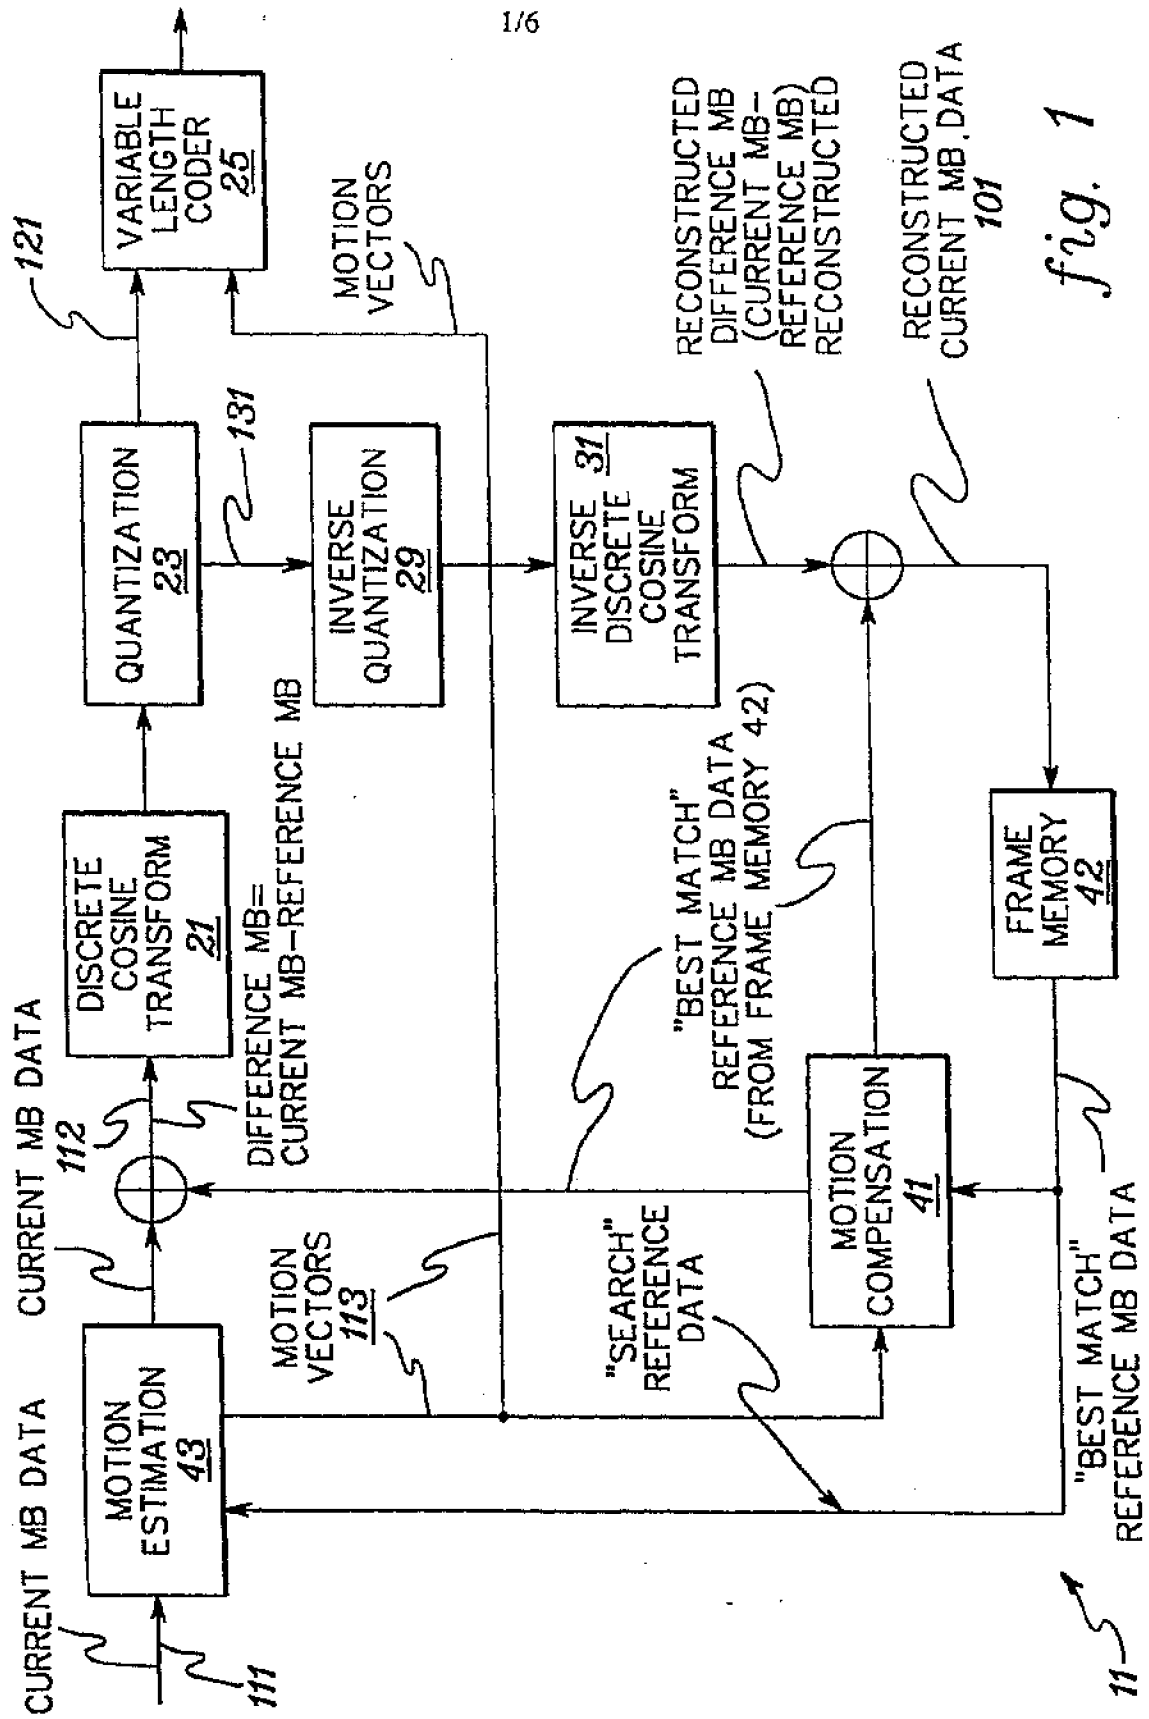 1/6
CURRENT MB DATA
111
MOTION
ESTIMATION
43
CURRENT MB DATA
112
DIFFERENCE MB=
CURRENT MB-REFERENCE MB
DISCRETE
COSINE
TRANSFORM
21
QUANTIZATION
23
121
VARIABLE
LENGTH
CODER
25
131
INVERSE
QUANTIZATION
29
MOTION
VECTORS
MOTION
VECTORS
113
INVERSE
DISCRETE 31
COSINE
TRANSFORM
"SEARCH"
REFERENCE
DATA
"BEST MATCH"
REFERENCE MB DATA
(FROM FRAME MEMORY 42)
RECONSTRUCTED
DIFFERENCE MB
(CURRENT MB-
REFERENCE MB)
RECONSTRUCTED
MOTION
COMPENSATION
41
FRAME
MEMORY
42
RECONSTRUCTED
CURRENT MB DATA
101
"BEST MATCH"
REFERENCE MB DATA
11
fig. 1